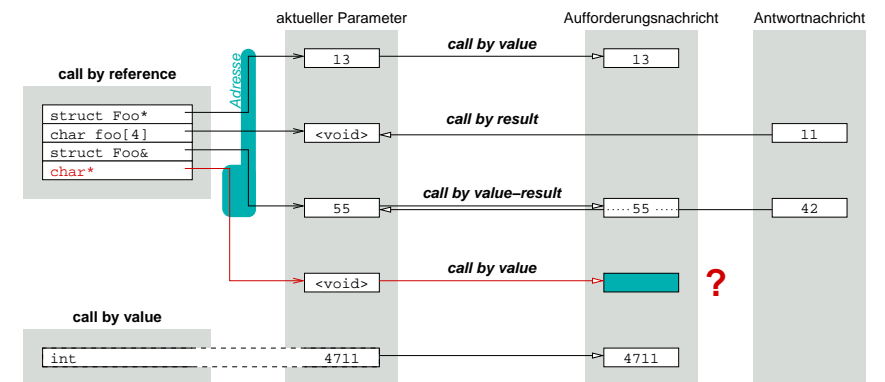 aktueller Parameter
Aufforderungsnachricht
Antwortnachricht
call by reference
Adresse
struct Foo*
char foo[4]
struct Foo&
char*
13
call by value
13
<void>
call by result
11
55
call by value–result
55
42
<void>
call by value
?
call by value
int
4711
4711